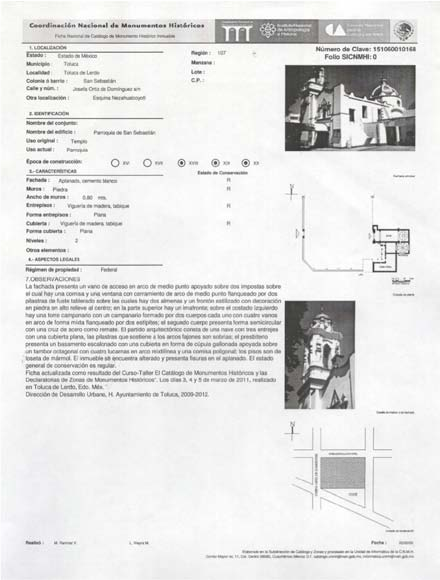 Coordinación Nacional de Monumentos Históricos
Ficha Nacional de Catálogo de Monumento Histórico Inmueble
Instituto Nacional de Antropología e Historia
1. LOCALIZACIÓN
Estado : Estado de México
Región : 107
Número de Clave: 151060010168
Municipio : Toluca
Manzana :
Folio SICNMHI: 0
Localidad : Toluca de Lerdo
Lote :
Colonia ó barrio : San Sebastián
C.P. :
Calle y núm. : Josefa Ortiz de Domínguez s/n
Otra localización : Esquina Nezahualcoyotl
2. IDENTIFICACIÓN
Nombre del conjunto:
Nombre del edificio : Parroquia de San Sebastián
Uso original : Templo
Uso actual : Parroquia
Época de construcción: XVI XVII XVIII XIX XX
3.- CARACTERÍSTICAS
Estado de Conservación
Fachada : Aplanado, cemento blanco R
Muros : Piedra R
Ancho de muros : 0.80 mts.
Entrepisos : Viguería de madera, tabique R
Forma entrepisos : Plana
Cubierta : Viguería de madera, tabique R
Forma cubierta : Plana
Niveles : 2
Otros elementos :
4.- ASPECTOS LEGALES
Régimen de propiedad : Federal
7.OBSERVACIONES
La fachada presenta un vano de acceso en arco de medio punto apoyado sobre dos impostas sobre
el cual hay una cornisa y una ventana con cerramiento de arco de medio punto flanqueado por dos
pilastras de fuste tablerado sobre las cuales hay dos almenas y un frontón estilizado con decoración
en piedra sn alto relieve al centro; en la parte superior hay un imafronte; sobre el costado izquierdo
hay una torre campanario con un campanario formado por dos cuerpos cada uno con cuatro vanos
en arco de forma mixta flanqueado por dos estípites; el segundo cuerpo presenta forma semicircular
con una cruz de acero como remate. El partido arquitectónico consta de una nave con tres entrejes
con una cubierta plana, las pilastras que sostiene a los arcos fajones son sobrias; el presbiterio
presenta un basamento escalonado con una cubierta en forma de cúpula gallonada apoyada sobre
un tambor octagonal con cuatro lucarnas en arco mixtilínea y una cornisa poligonal; los pisos son de
loseta de mármol. El inmueble sé encuentra alterado y presenta fisuras en el aplanado. El estado
general de conservación es regular.
Ficha actualizada como resultado del Curso-Taller El Catálogo de Monumentos Históricos y las
Declaratorias de Zonas de Monumentos Históricos". Los días 3, 4 y 5 de marzo de 2011, realizado
en Toluca de Lerdo, Edo. Méx.
Dirección de Desarrollo Urbano, H. Ayuntamiento de Toluca, 2009-2012.
Realizó : M. Ramírez Y.
Fecha :